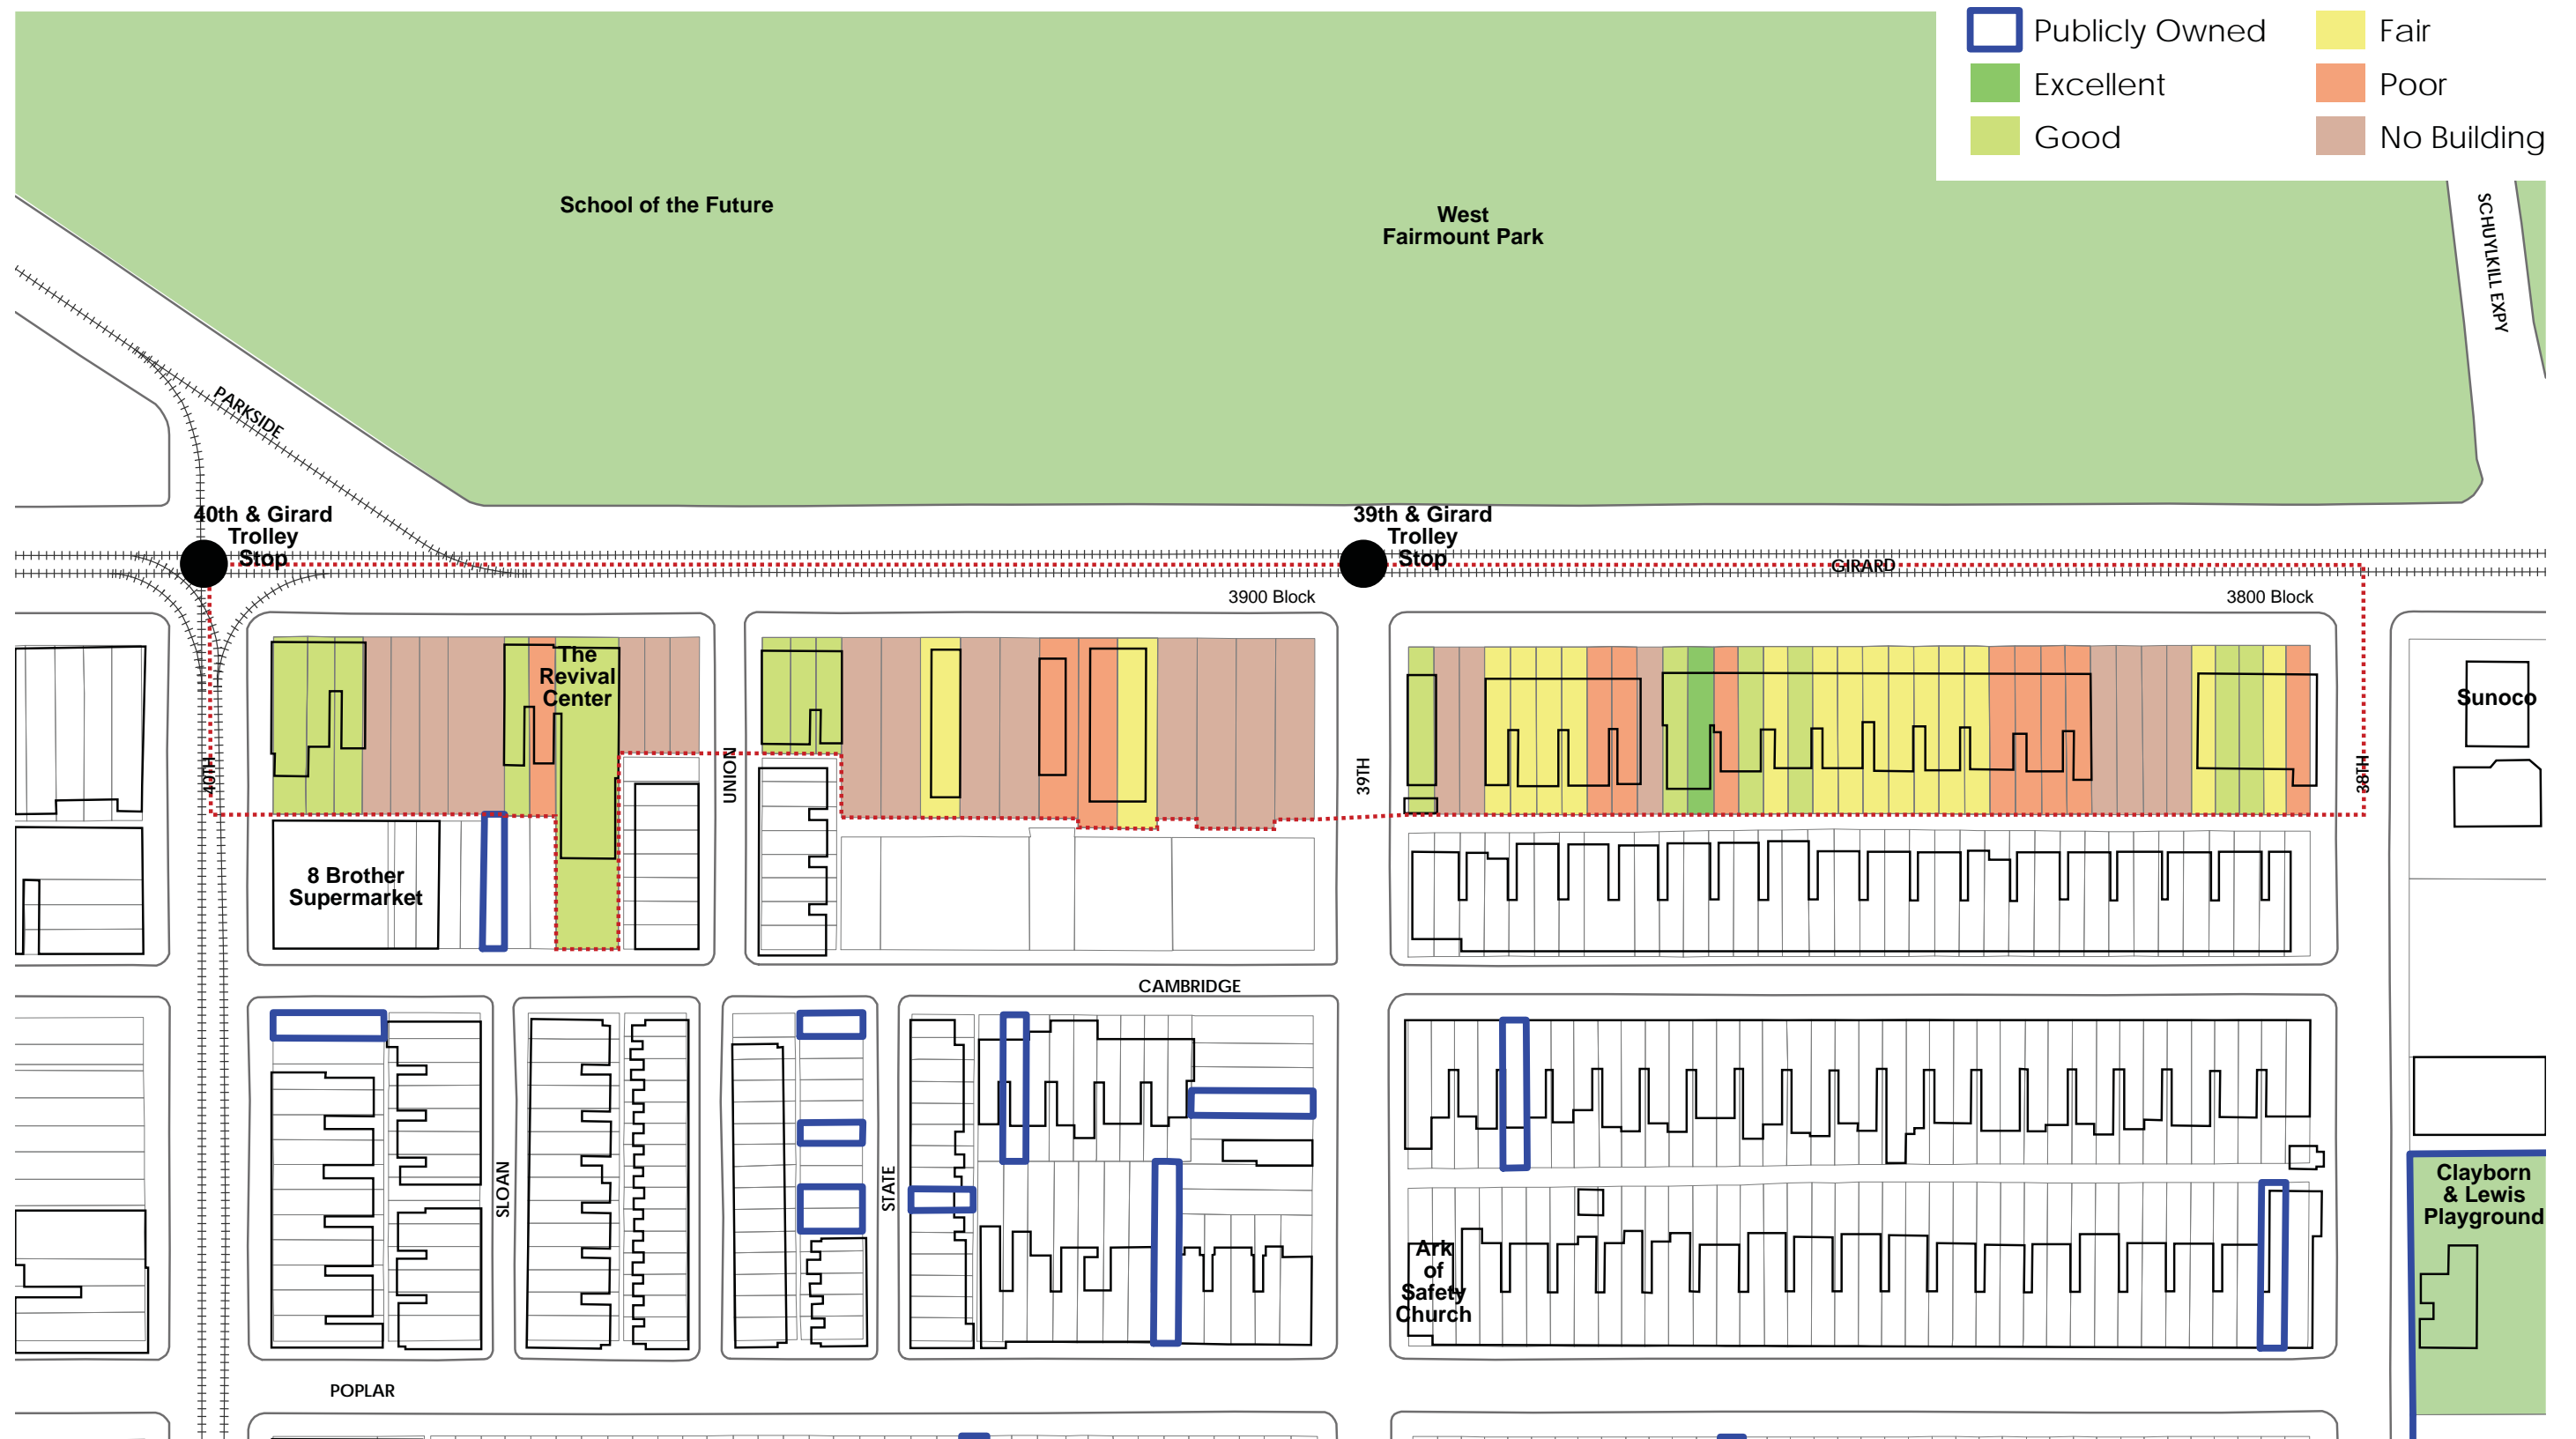 Publicly Owned
Fair
Excellent
Poor
Good
No Building
School of the Future
West
Fairmount Park
SCHUYLKILL EXPY
PARKSIDE
40th & Girard
Trolley
Stop
39th & Girard
Trolley
Stop
GIRARD
3900 Block
3800 Block
The
Revival
Center
Sunoco
40TH
UNION
39TH
38TH
8 Brother
Supermarket
CAMBRIDGE
SLOAN
STATE
Clayborn
& Lewis
Playground
Ark
of
Safety
Church
POPLAR